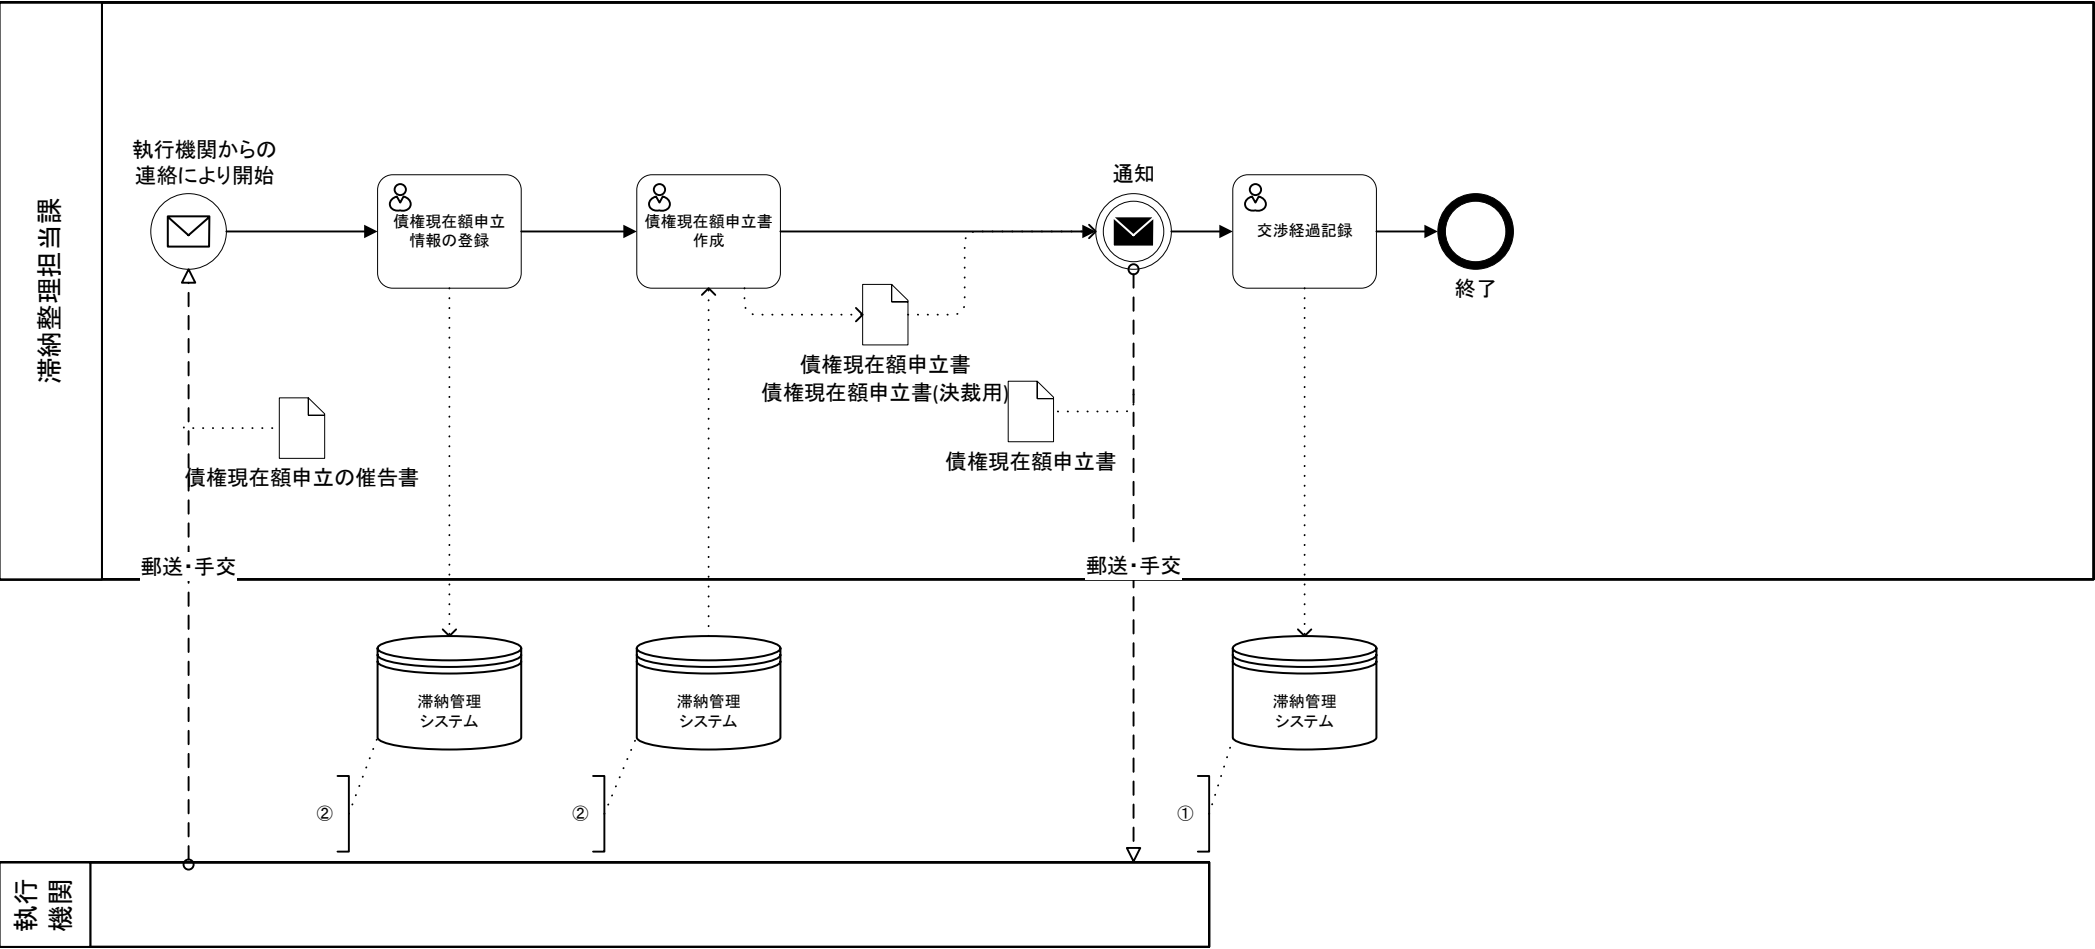 滞納整理担当課
執行機関からの
連絡により開始
債権現在額申立
情報の登録
債権現在額申立書
作成
通知
交渉経過記録
終了
債権現在額申立書
債権現在額申立書(決裁用)
債権現在額申立の催告書
債権現在額申立書
郵送・手交
郵送・手交
滞納管理
システム
滞納管理
システム
滞納管理
システム
②
②
①
執行
機関